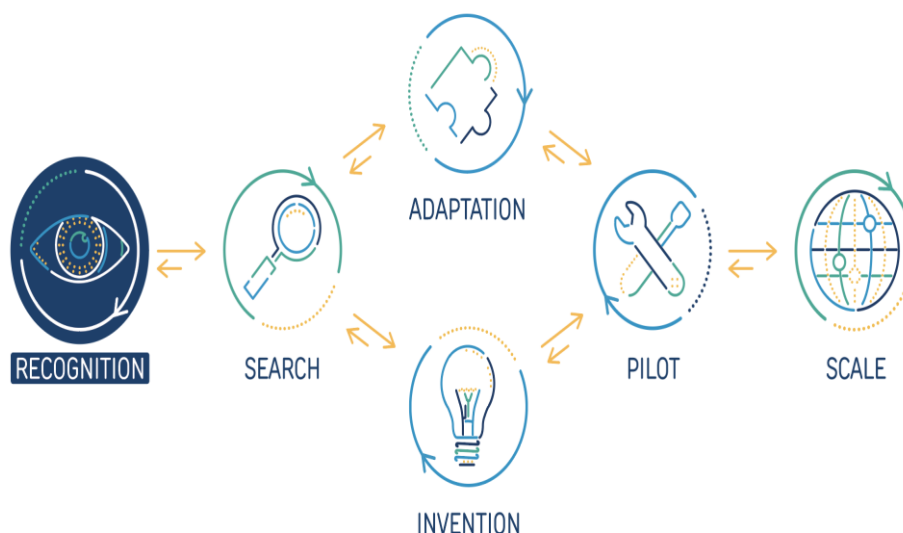 RECOGNITION
SEARCH
ADAPTATION
INVENTION
PILOT
SCALE